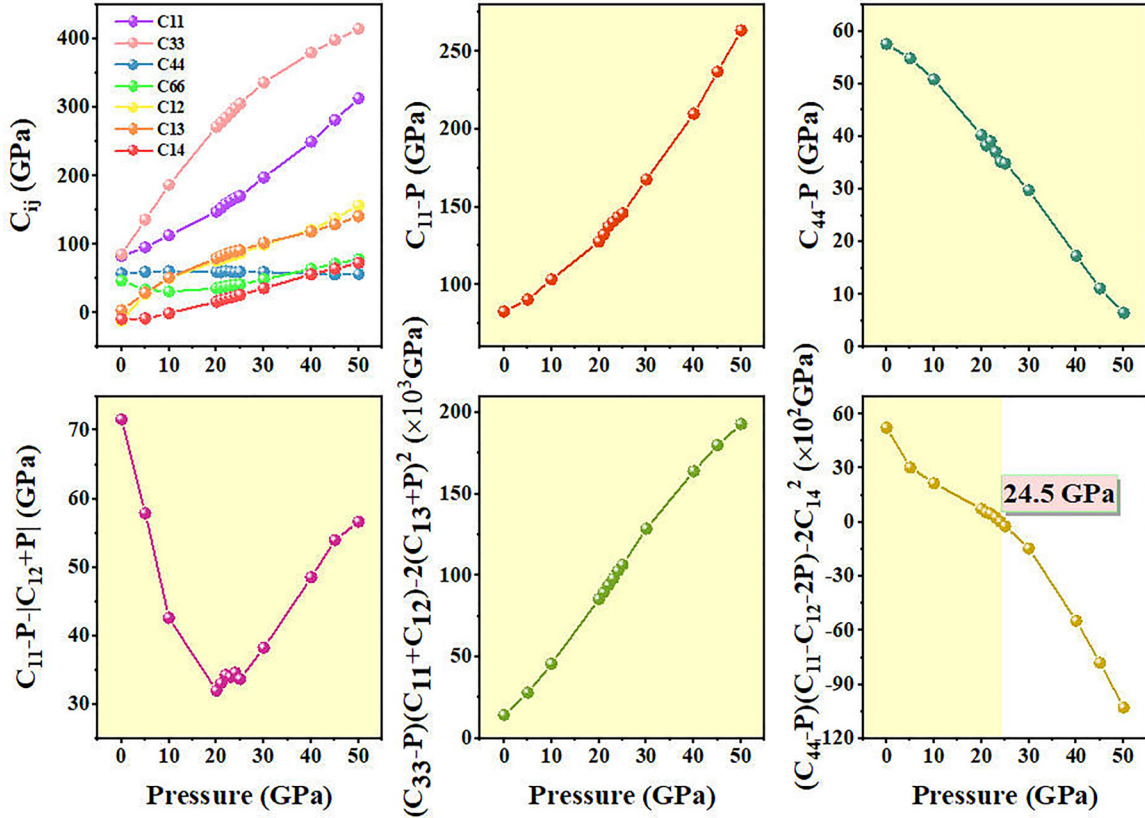 C11
C33
C44
C66
C12
C13
C14
Cij (GPa)
400
300
200
100
0
0 10 20 30 40 50
C11-P (GPa)
250
200
150
100
0 10 20 30 40 50
C44-P (GPa)
60
50
40
30
20
10
0
0 10 20 30 40 50
C11-P-|C12+P| (GPa)
70
60
50
40
30
0 10 20 30 40 50
Pressure (GPa)
(C33-P)(C11+C12)-2(C13+P)² (×10³GPa)
200
150
100
50
0
0 10 20 30 40 50
Pressure (GPa)
(C44-P)(C11-C12-2P)-2C14² (×10²GPa)
60
30
0
-30
-60
-90
-120
24.5 GPa
0 10 20 30 40 50
Pressure (GPa)